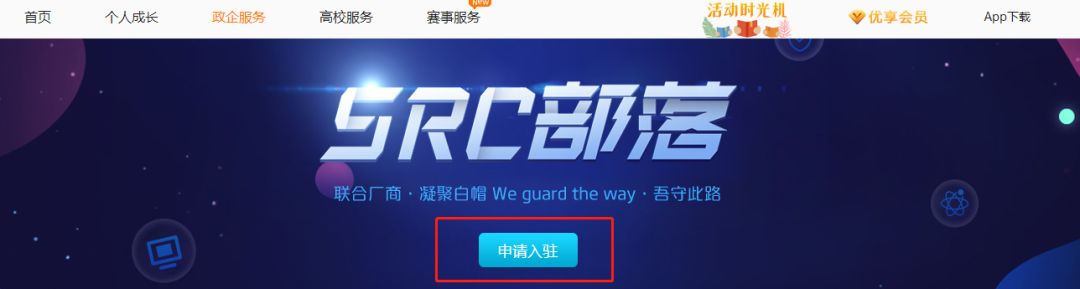 首页 个人成长 政企服务 高校服务 赛事服务 New 活动时光机 优享会员 App下载
SRC部落
联合厂商·凝聚白帽 We guard the way·吾守此路
申请入驻